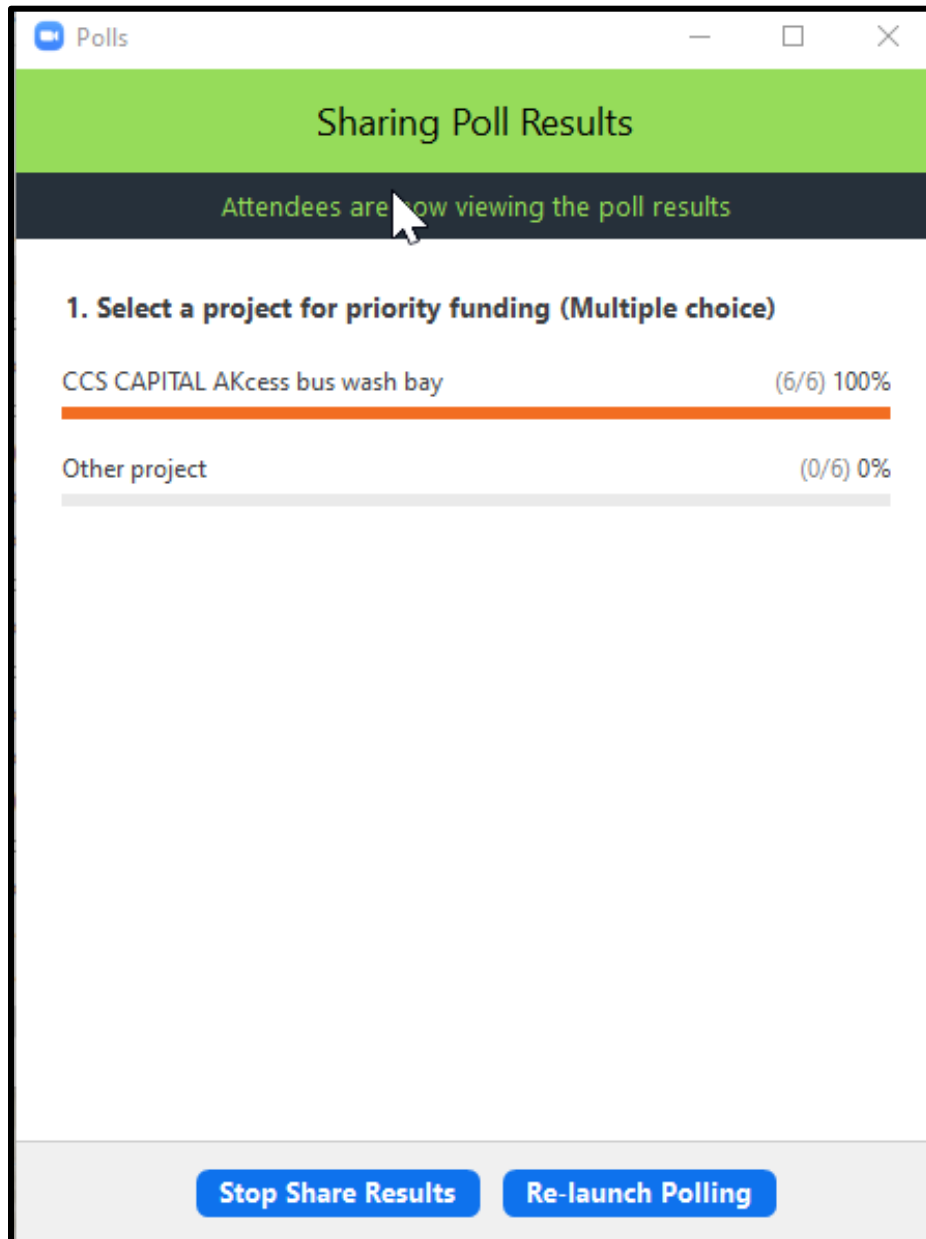 Polls
Sharing Poll Results
Attendees are now viewing the poll results
1. Select a project for priority funding (Multiple choice)
CCS CAPITAL AKcess bus wash bay (6/6) 100%
Other project (0/6) 0%
Stop Share Results Re-launch Polling